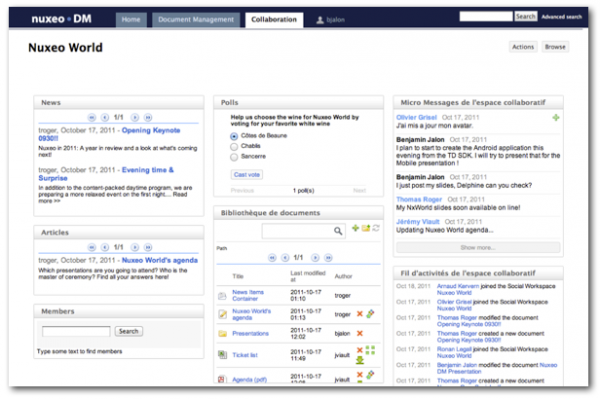 nuxeo DM
Home
Document Management
Collaboration
bjalon
Search
Advanced search
Nuxeo World
Actions
Browse
News
1/1
troger, October 17, 2011 - Opening Keynote
0930!!
Nuxeo in 2011: A year in review and a look at what's coming
next!
troger, October 17, 2011 - Evening time &
Surprise
In addition to the content-packed daytime program, we are
preparing a more relaxed event on the first night.... Read
more >>
Articles
1/1
troger, October 17, 2011 - Nuxeo World's agenda
Which presentations are you going to attend? Who is the
master of ceremony? Find all your answers here!
Members
Search
Type some text to find members
Polls
Help us choose the wine for Nuxeo World by
voting for your favorite white wine
Côtes de Beaune
Chablis
Sancerre
Cast vote
Previous
1 poll(s)
Next
Bibliothèque de documents
Path
1/1
Title
Last modified
at
Author
News Items
Container
2011-10-17
01:10
troger
Nuxeo World's
agenda
2011-10-17
01:13
troger
Presentations
2011-10-17
12:02
bjalon
Ticket list
2011-10-17
11:49
jviault
Agenda (pdf)
2011-10-17
jviault
Micro Messages de l'espace collaboratif
Olivier Grisel Oct 17, 2011
J'ai mis a jour mon avatar.
Benjamin Jalon Oct 17, 2011
I plan to start to create the Android application this
evening from the TD SDK. I will try to present that for the
Mobile presentation !
Benjamin Jalon Oct 17, 2011
I just post my slides, Delphine can you check?
Thomas Roger Oct 17, 2011
My NxWorld slides soon available on line!
Jérémy Viault Oct 17, 2011
Updating Nuxeo World agenda...
Show more...
Fil d'activités de l'espace collaboratif
Oct 18, 2011 Arnaud Kervern joined the Social Workspace
Nuxeo World
Oct 17, 2011 Olivier Grisel joined the Social Workspace
Nuxeo World
Oct 17, 2011 Thomas Roger modified the document
Opening Keynote 0930!!
Oct 17, 2011 Thomas Roger created a new document
Opening Keynote 0930!!
Oct 17, 2011 Ronan Legall joined the Social Workspace
Nuxeo World
Oct 17, 2011 Benjamin Jalon modified the document Nuxeo
DM Presentation
Oct 17, 2011 Thomas Roger created a new document